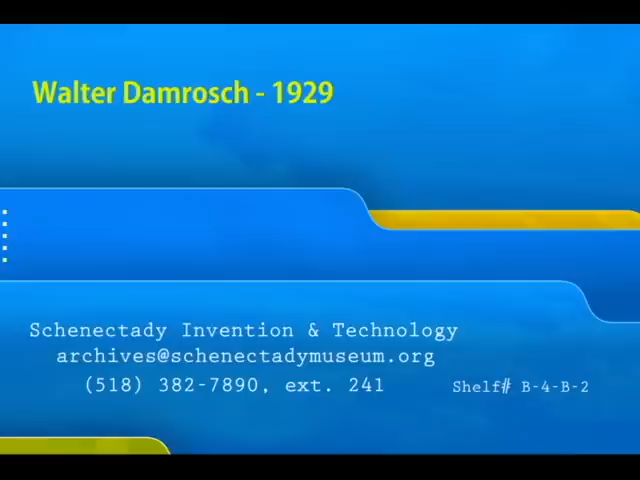 Walter Damrosch - 1929
Schenectady Invention & Technology
archives@schenectadymuseum.org
(518) 382-7890, ext. 241
Shelf# B-4-B-2